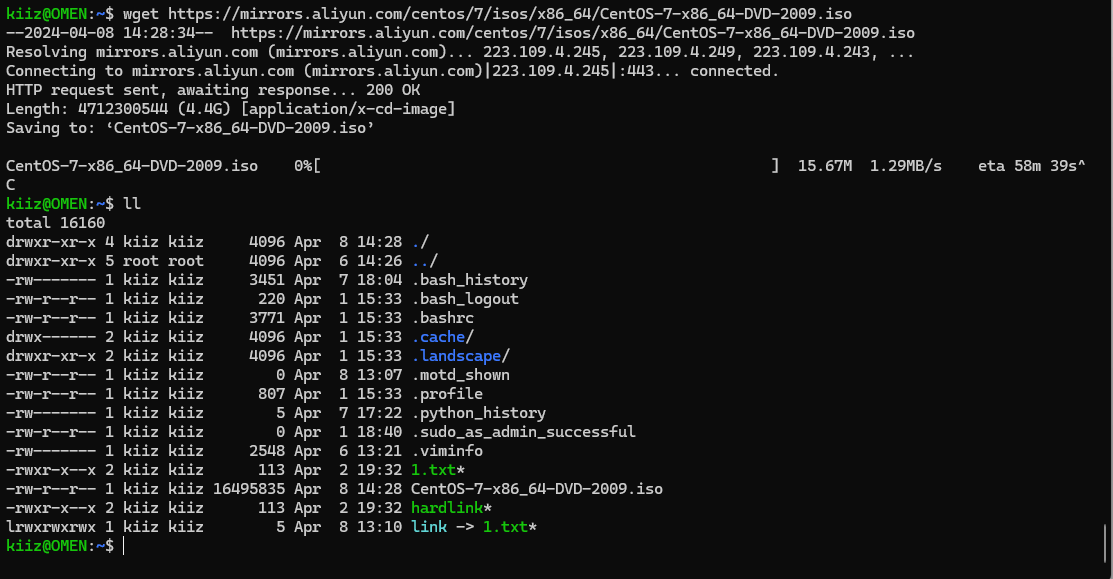 kiiz@OMEN:~$ wget https://mirrors.aliyun.com/centos/7/isos/x86_64/CentOS-7-x86_64-DVD-2009.iso
--2024-04-08 14:28:34--  https://mirrors.aliyun.com/centos/7/isos/x86_64/CentOS-7-x86_64-DVD-2009.iso
Resolving mirrors.aliyun.com (mirrors.aliyun.com)... 223.109.4.245, 223.109.4.249, 223.109.4.243, ...
Connecting to mirrors.aliyun.com (mirrors.aliyun.com)|223.109.4.245|:443... connected.
HTTP request sent, awaiting response... 200 OK
Length: 4712300544 (4.4G) [application/x-cd-image]
Saving to: ‘CentOS-7-x86_64-DVD-2009.iso’
CentOS-7-x86_64-DVD-2009.iso    0%[                                                  ]  15.67M  1.29MB/s    eta 58m 39s^
C
kiiz@OMEN:~$ ll
total 16160
drwxr-xr-x 4 kiiz kiiz     4096 Apr  8 14:28 ./
drwxr-xr-x 5 root root     4096 Apr  6 14:26 ../
-rw------- 1 kiiz kiiz     3451 Apr  7 18:04 .bash_history
-rw-r--r-- 1 kiiz kiiz      220 Apr  1 15:33 .bash_logout
-rw-r--r-- 1 kiiz kiiz     3771 Apr  1 15:33 .bashrc
drwx------ 2 kiiz kiiz     4096 Apr  1 15:33 .cache/
drwxr-xr-x 2 kiiz kiiz     4096 Apr  1 15:33 .landscape/
-rw-r--r-- 1 kiiz kiiz        0 Apr  8 13:07 .motd_shown
-rw-r--r-- 1 kiiz kiiz      807 Apr  1 15:33 .profile
-rw------- 1 kiiz kiiz        5 Apr  7 17:22 .python_history
-rw-r--r-- 1 kiiz kiiz        0 Apr  1 18:40 .sudo_as_admin_successful
-rw------- 1 kiiz kiiz     2548 Apr  6 13:21 .viminfo
-rwxr-x--x 2 kiiz kiiz      113 Apr  2 19:32 1.txt*
-rw-r--r-- 1 kiiz kiiz 16495835 Apr  8 14:28 CentOS-7-x86_64-DVD-2009.iso
-rwxr-x--x 2 kiiz kiiz      113 Apr  2 19:32 hardlink*
lrwxrwxrwx 1 kiiz kiiz        5 Apr  8 13:10 link -> 1.txt*
kiiz@OMEN:~$